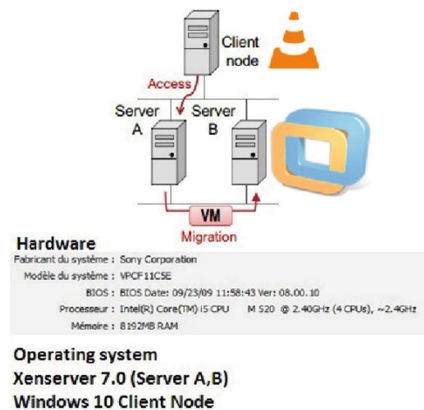 Client
node
Access
Server
A
Server
B
VM
Migration
Hardware
Fabricant du système : Sony Corporation
Modèle du système : VPCF11C5E
BIOS : BIOS Date: 09/23/09 11:58:43 Ver: 08.00.10
Processeur : Intel(R) Core(TM) i5 CPU M 520 @ 2.40GHz (4 CPUs), ~2.4GHz
Mémoire : 8192MB RAM
Operating system
Xenserver 7.0 (Server A,B)
Windows 10 Client Node